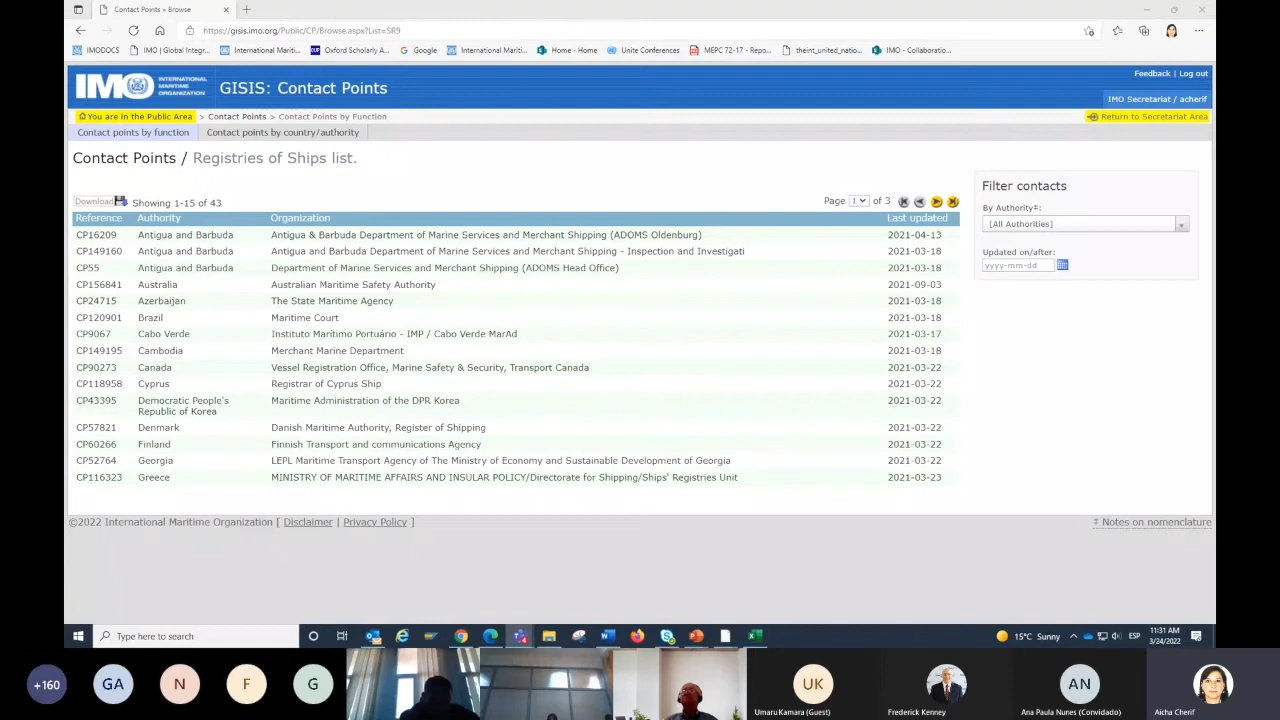 Contact Points » Browse
https://gisis.imo.org/Public/CP/Browse.aspx?List=SR9
IMODOCS
IMO | Global Integr...
International Mariti...
Oxford Scholarly A...
Google
International Mariti...
Home - Home
Unite Conferences
MEPC 72-17 - Repo...
theint_united_natio...
IMO - Collaboratio...
IMO INTERNATIONAL
MARITIME
ORGANIZATION
GISIS: Contact Points
Feedback | Log out
IMO Secretariat / acherif
You are in the Public Area > Contact Points > Contact Points by Function
Return to Secretariat Area
Contact points by function
Contact points by country/authority
Contact Points / Registries of Ships list.
Download
Showing 1-15 of 43
Page 1 of 3
Reference Authority Organization Last updated
CP16209 Antigua and Barbuda Antigua & Barbuda Department of Marine Services and Merchant Shipping (ADOMS Oldenburg) 2021-04-13
CP149160 Antigua and Barbuda Antigua and Barbuda Department of Marine Services and Merchant Shipping - Inspection and Investigati 2021-03-18
CP55 Antigua and Barbuda Department of Marine Services and Merchant Shipping (ADOMS Head Office) 2021-03-18
CP156841 Australia Australian Maritime Safety Authority 2021-09-03
CP24715 Azerbaijan The State Maritime Agency 2021-03-18
CP120901 Brazil Maritime Court 2021-03-18
CP9067 Cabo Verde Instituto Marítimo Portuário - IMP / Cabo Verde MarAd 2021-03-17
CP149195 Cambodia Merchant Marine Department 2021-03-18
CP90273 Canada Vessel Registration Office, Marine Safety & Security, Transport Canada 2021-03-22
CP118958 Cyprus Registrar of Cyprus Ship 2021-03-22
CP43395 Democratic People's Maritime Administration of the DPR Korea 2021-03-22
Republic of Korea
CP57821 Denmark Danish Maritime Authority, Register of Shipping 2021-03-22
CP60266 Finland Finnish Transport and communications Agency 2021-03-22
CP52764 Georgia LEPL Maritime Transport Agency of The Ministry of Economy and Sustainable Development of Georgia 2021-03-22
CP116323 Greece MINISTRY OF MARITIME AFFAIRS AND INSULAR POLICY/Directorate for Shipping/Ships' Registries Unit 2021-03-23
Filter contacts
By Authority‡:
[All Authorities]
Updated on/after:
yyyy-mm-dd
©2022 International Maritime Organization [ Disclaimer | Privacy Policy ]
‡ Notes on nomenclature
Type here to search
15°C Sunny
ESP
11:31 AM
3/24/2022
+160
GA
N
F
G
UK
AN
Umaru Kamara (Guest)
Frederick Kenney
Ana Paula Nunes (Convidado)
Aicha Cherif